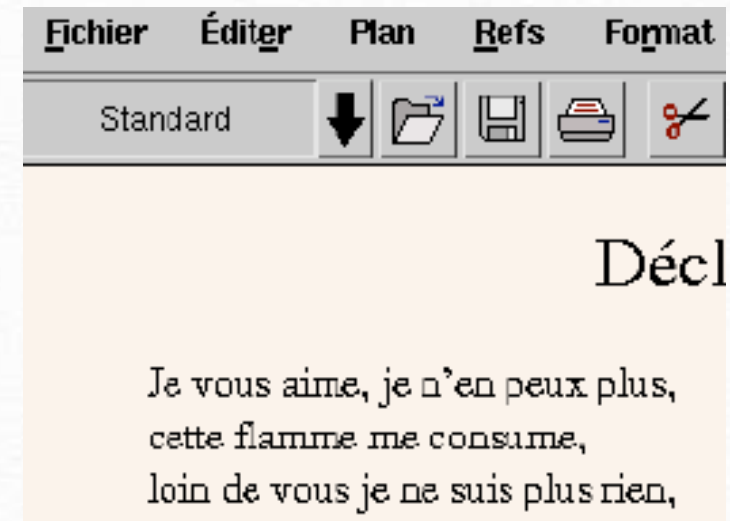 Fichier Éditer Plan Refs Format
Standard
Décl
Je vous aime, je n'en peux plus,
cette flamme me consume,
loin de vous je ne suis plus rien,